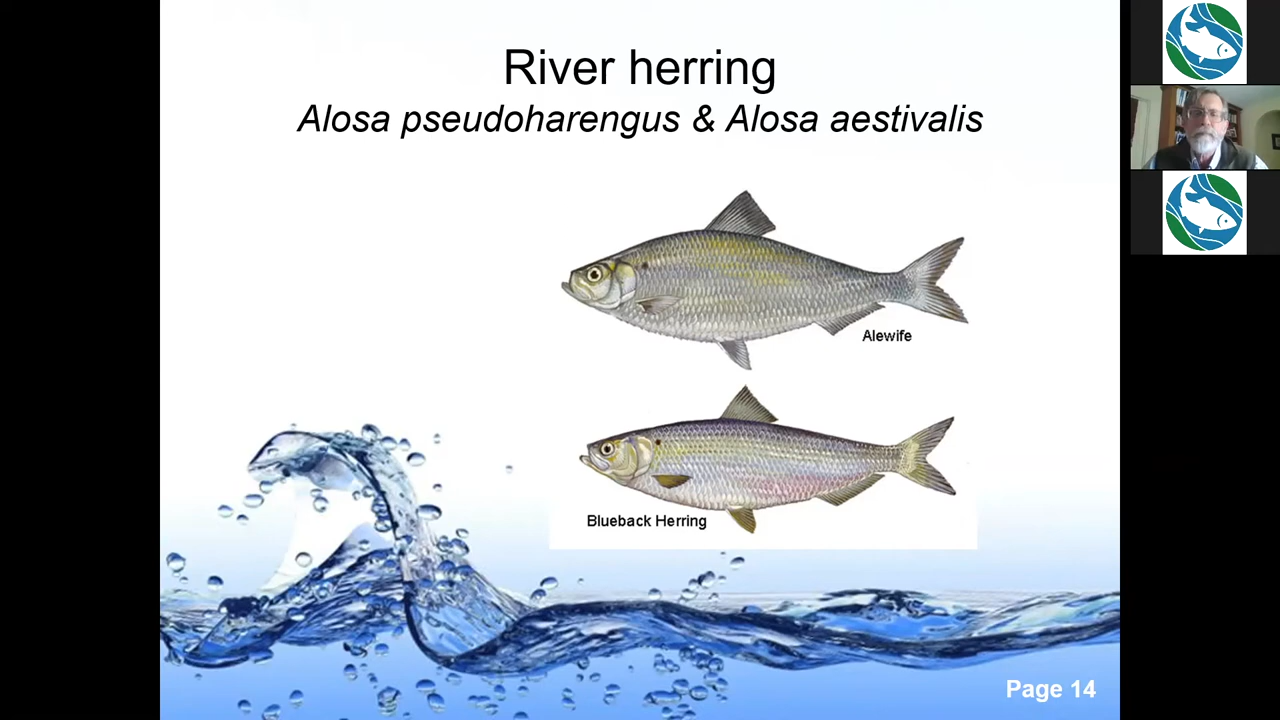 River herring
Alosa pseudoharengus & Alosa aestivalis
Alewife
Blueback Herring
Page 14